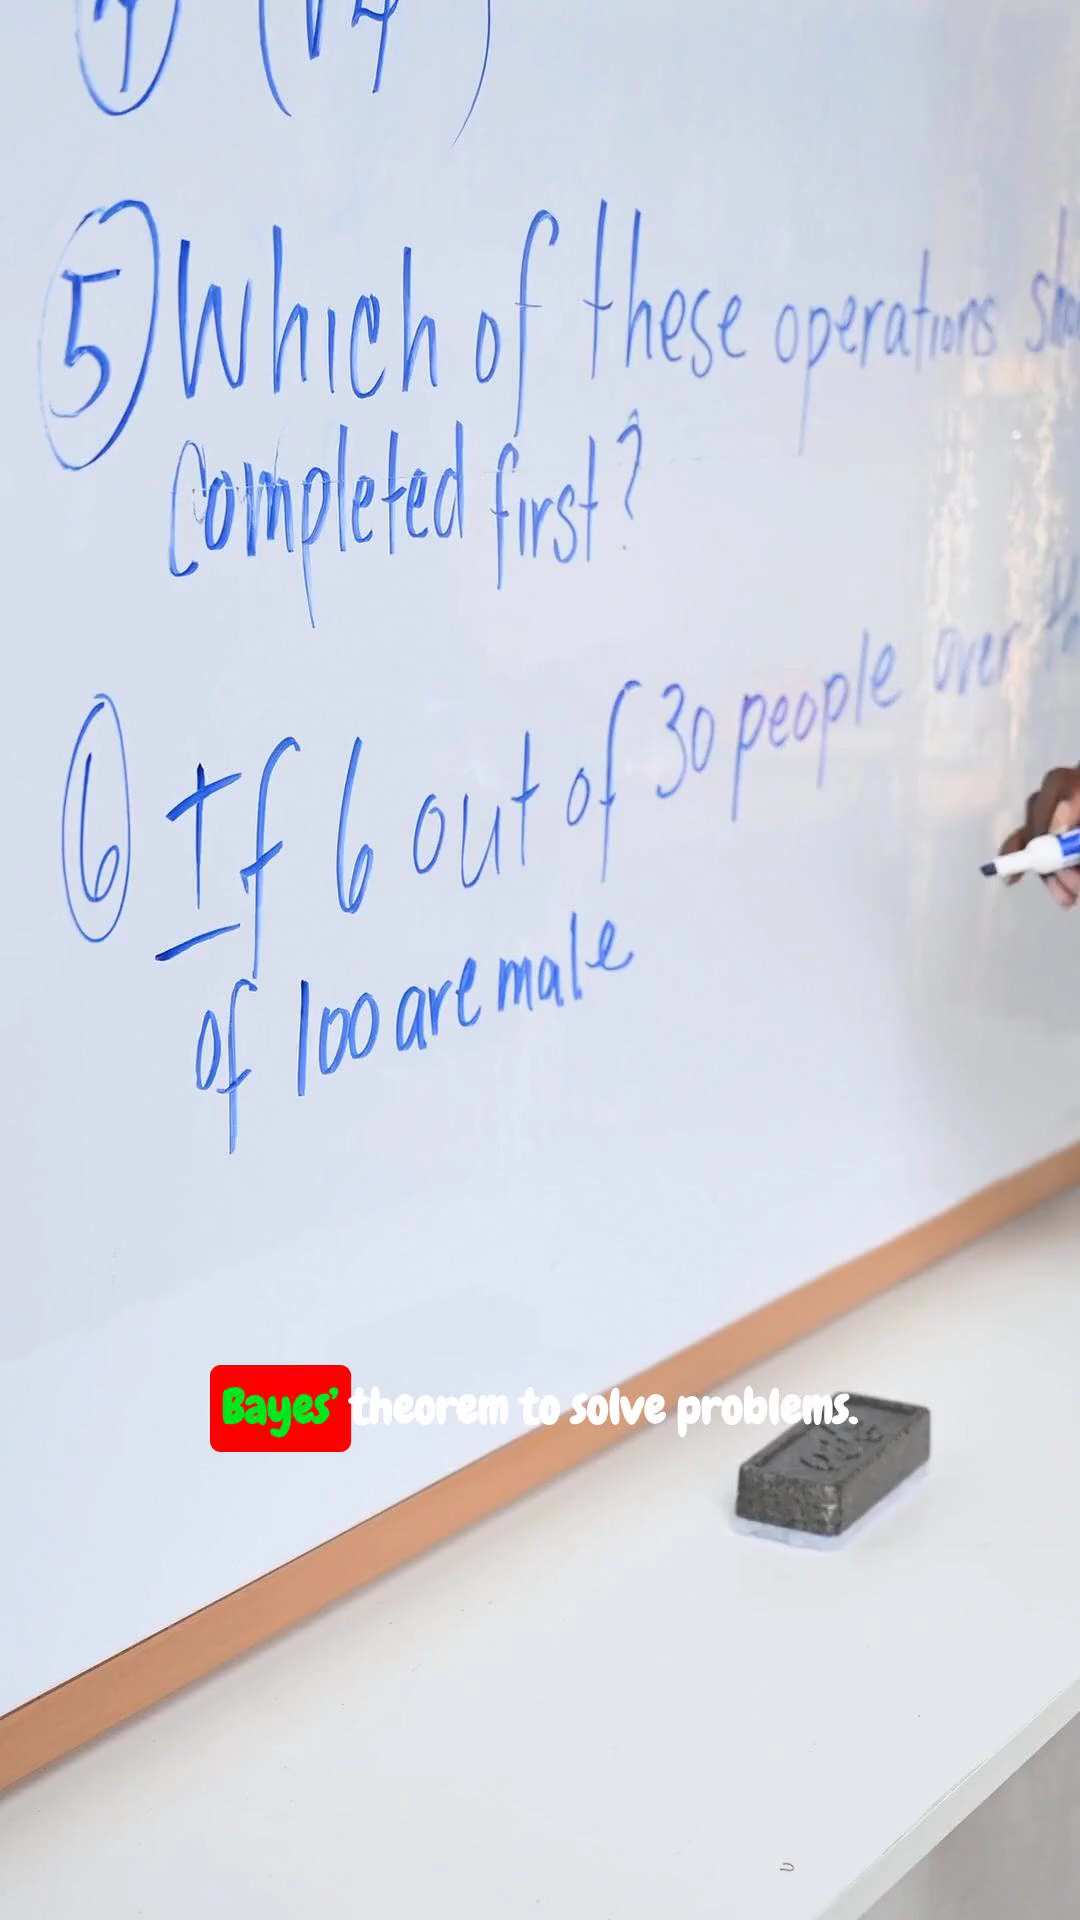 5 Which of these operations
completed first?
6 If 6 out of 30 people over
of 100 are male
Bayes' theorem to solve problems.